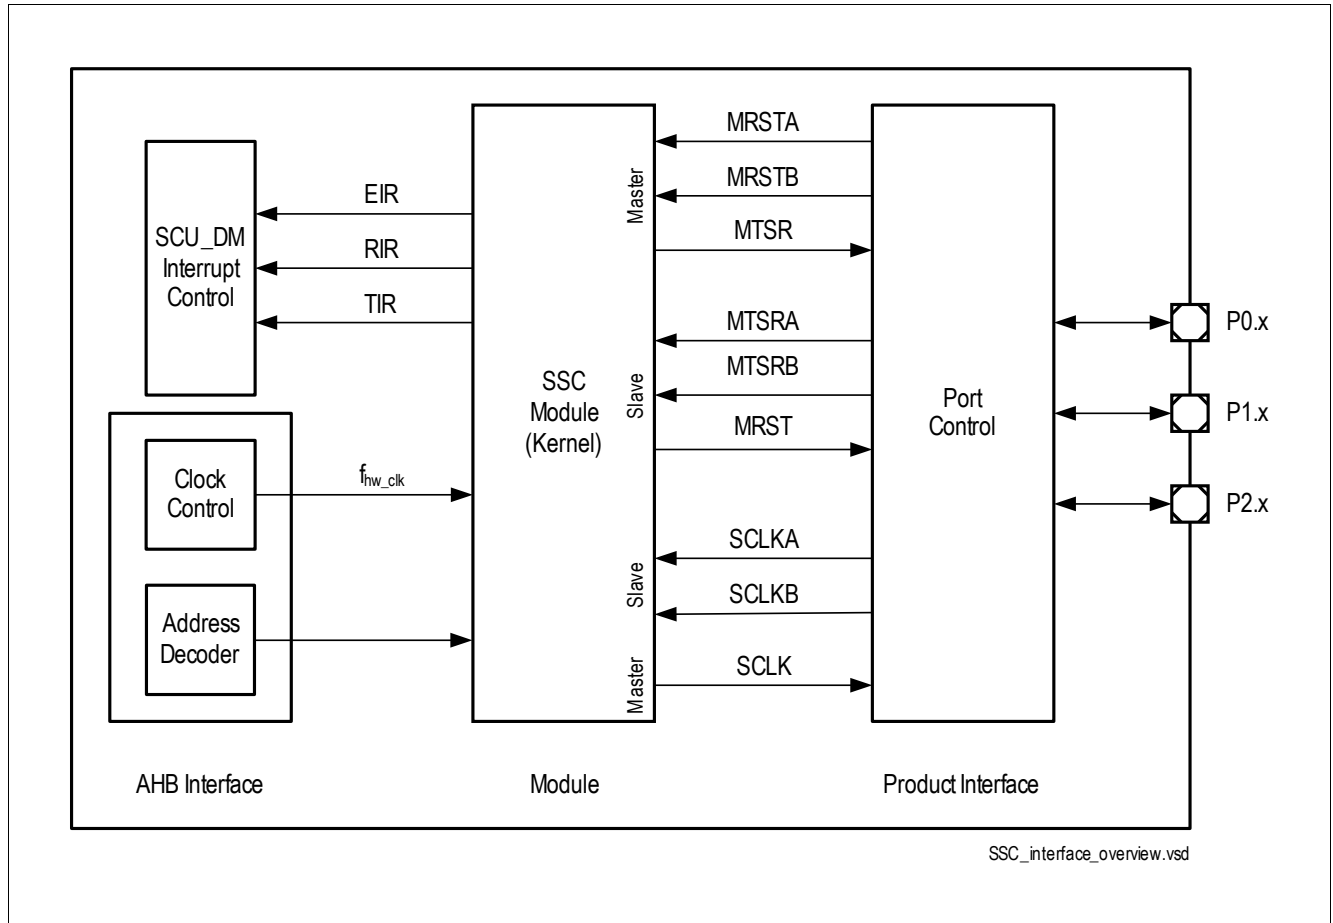 SCU_DM
Interrupt
Control
EIR
RIR
TIR
Clock
Control
fhw_clk
Address
Decoder
AHB Interface
SSC
Module
(Kernel)
Master
Slave
Slave
Master
Module
MRSTA
MRSTB
MTSR
MTSRA
MTSRB
MRST
SCLKA
SCLKB
SCLK
Port
Control
Product Interface
P0.x
P1.x
P2.x
SSC_interface_overview.vsd